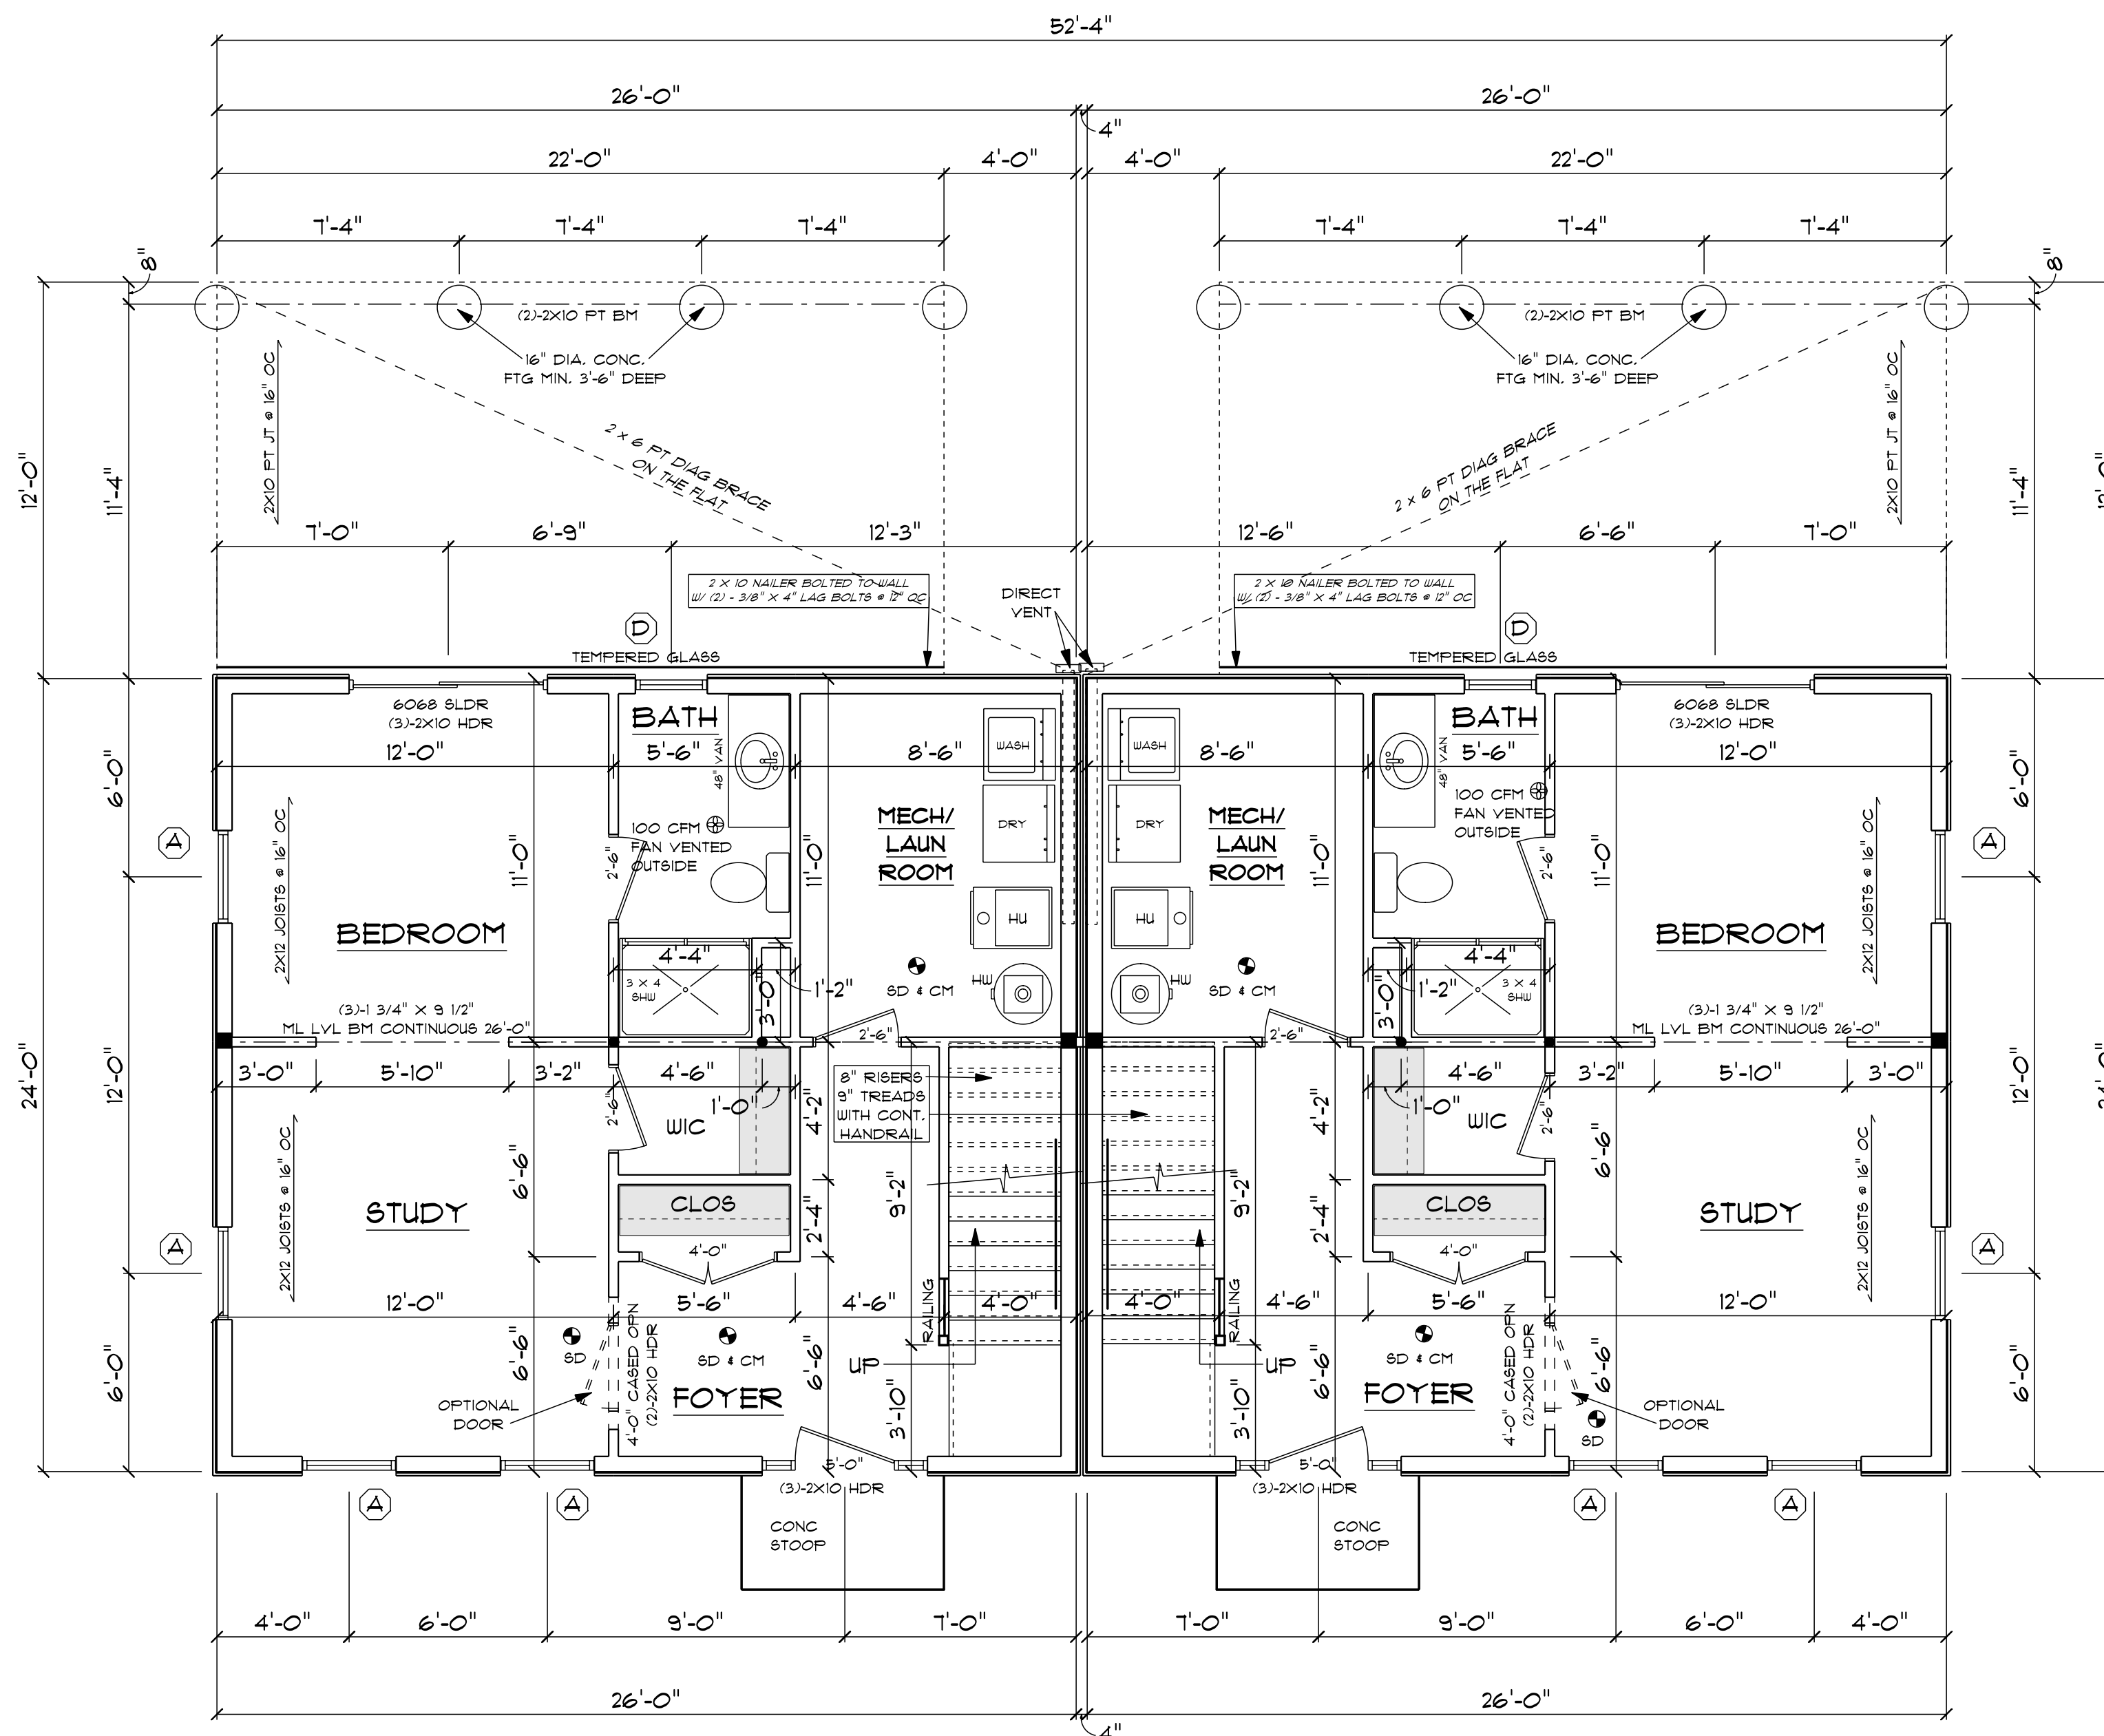 52'-4"
26'-0" 26'-0"
4"
22'-0" 4'-0" 4'-0" 22'-0"
7'-4" 7'-4" 7'-4" 7'-4" 7'-4" 7'-4"
8" 8"
(2)-2X10 PT BM (2)-2X10 PT BM
16" DIA. CONC. 16" DIA. CONC.
FTG MIN. 3'-6" DEEP FTG MIN. 3'-6" DEEP
2X10 PT JT @ 16" OC 2X10 PT JT @ 16" OC
12'-0" 11'-4" 11'-4"
2 x 6 PT DIAG BRACE 2 x 6 PT DIAG BRACE
ON THE FLAT ON THE FLAT
7'-0" 6'-9" 12'-3" 12'-6" 6'-6" 7'-0"
2 X 10 NAILER BOLTED TO WALL 2 X 10 NAILER BOLTED TO WALL
W/ (2) - 3/8" X 4" LAG BOLTS @ 12" OC W/ (2) - 3/8" X 4" LAG BOLTS @ 12" OC
DIRECT
VENT
D D
TEMPERED GLASS TEMPERED GLASS
6068 SLDR 6068 SLDR
(3)-2X10 HDR (3)-2X10 HDR
BATH BATH
12'-0" 5'-6" 8'-6" 8'-6" 5'-6" 12'-0"
48" VAN 48" VAN
WASH WASH
6'-0" 6'-0"
DRY DRY
MECH/ MECH/
LAUN LAUN
ROOM ROOM
100 CFM 100 CFM
FAN VENTED FAN VENTED
OUTSIDE OUTSIDE
A A
2X12 JOISTS @ 16" OC 2X12 JOISTS @ 16" OC
11'-0" 2'-6" 11'-0" 11'-0" 2'-6" 11'-0"
HU HU
BEDROOM BEDROOM
4'-4" 4'-4"
3 X 4 3 X 4
SHW SHW
3'-0" 1'-2" 1'-2" 3'-0"
HW HW
SD & CM SD & CM
(3)-1 3/4" X 9 1/2" (3)-1 3/4" X 9 1/2"
ML LVL BM CONTINUOUS 26'-0" ML LVL BM CONTINUOUS 26'-0"
2'-6" 2'-6"
24'-0" 12'-0" 12'-0"
3'-0" 5'-10" 3'-2" 4'-6" 4'-6" 3'-2" 5'-10" 3'-0"
1'-0" 1'-0"
2'-6" 2'-6"
8" RISERS
9" TREADS
WITH CONT.
HANDRAIL
WIC WIC
4'-2" 4'-2"
6'-6" 6'-6"
2X12 JOISTS @ 16" OC 2X12 JOISTS @ 16" OC
STUDY STUDY
CLOS CLOS
9'-2" 9'-2"
2'-4" 2'-4"
4'-0" 4'-0"
A A
12'-0" 5'-6" 4'-6" 4'-0" 4'-0" 4'-6" 5'-6" 12'-0"
RAILING RAILING
6'-6" 6'-6" 6'-6" 6'-6"
SD SD & CM SD & CM SD
UP UP
4'-0" CASED OPN 4'-0" CASED OPN
(2)-2X10 HDR (2)-2X10 HDR
FOYER FOYER
OPTIONAL OPTIONAL
DOOR DOOR
6'-0" 3'-10" 3'-10" 6'-0"
5'-0" 5'-0"
(3)-2X10 HDR (3)-2X10 HDR
A A A A
CONC CONC
STOOP STOOP
4'-0" 6'-0" 9'-0" 7'-0" 7'-0" 9'-0" 6'-0" 4'-0"
26'-0" 26'-0"
4"